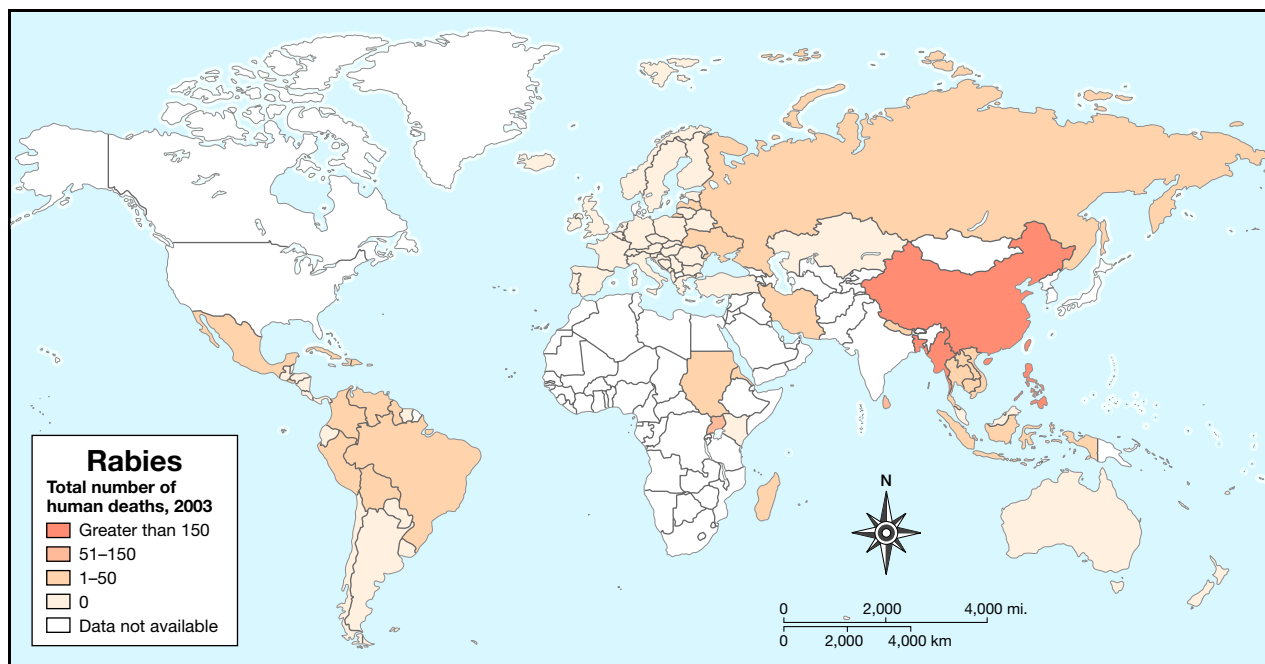 Rabies
Total number of
human deaths, 2003
Greater than 150
51–150
1–50
0
Data not available
N
0 2,000 4,000 mi.
0 2,000 4,000 km